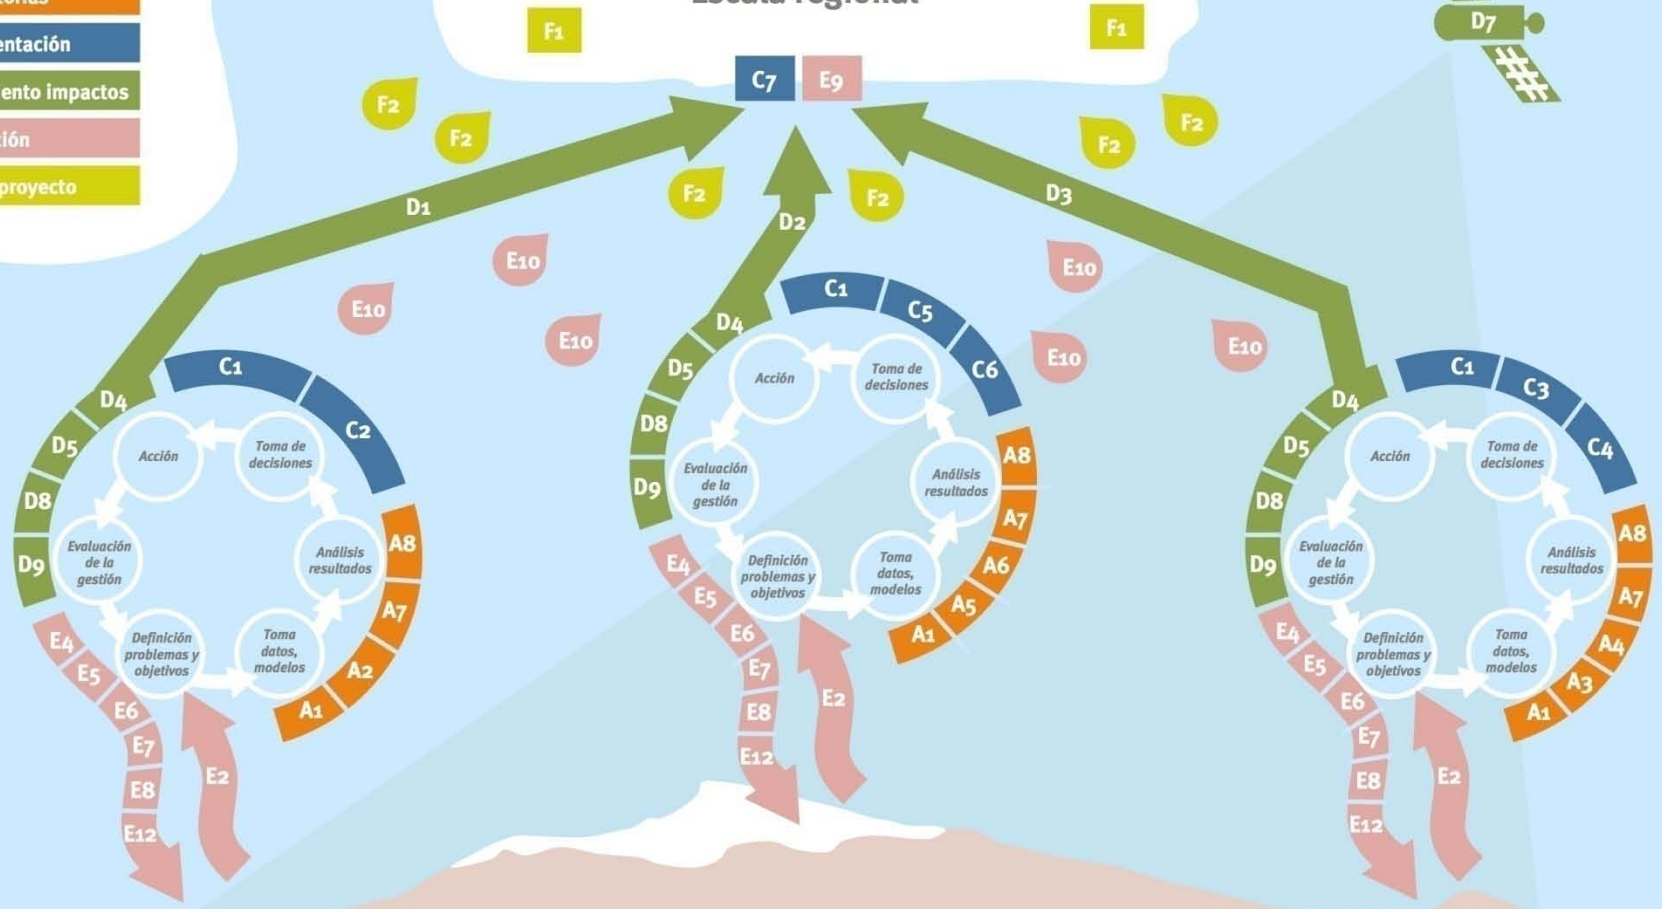 Escala regional
entación
ento impactos
ión
proyecto
F1
F1
D7
C7 E9
F2
F2
F2
F2
F2
F2
D1
D2
D3
E10
E10
E10
E10
E10
E10
C1
C2
D4
D5
D8
D9
Acción
Toma de
decisiones
Evaluación
de la
gestión
Análisis
resultados
Definición
problemas y
objetivos
Toma
datos,
modelos
A8
A7
A2
A1
E4
E5
E6
E7
E8
E12
E2
C1
C5
C6
D4
D5
D8
D9
Acción
Toma de
decisiones
Evaluación
de la
gestión
Análisis
resultados
Definición
problemas y
objetivos
Toma
datos,
modelos
A8
A7
A6
A5
A1
E4
E5
E6
E7
E8
E12
E2
C1
C3
C4
D4
D5
D8
D9
Acción
Toma de
decisiones
Evaluación
de la
gestión
Análisis
resultados
Definición
problemas y
objetivos
Toma
datos,
modelos
A8
A7
A4
A3
A1
E4
E5
E6
E7
E8
E12
E2